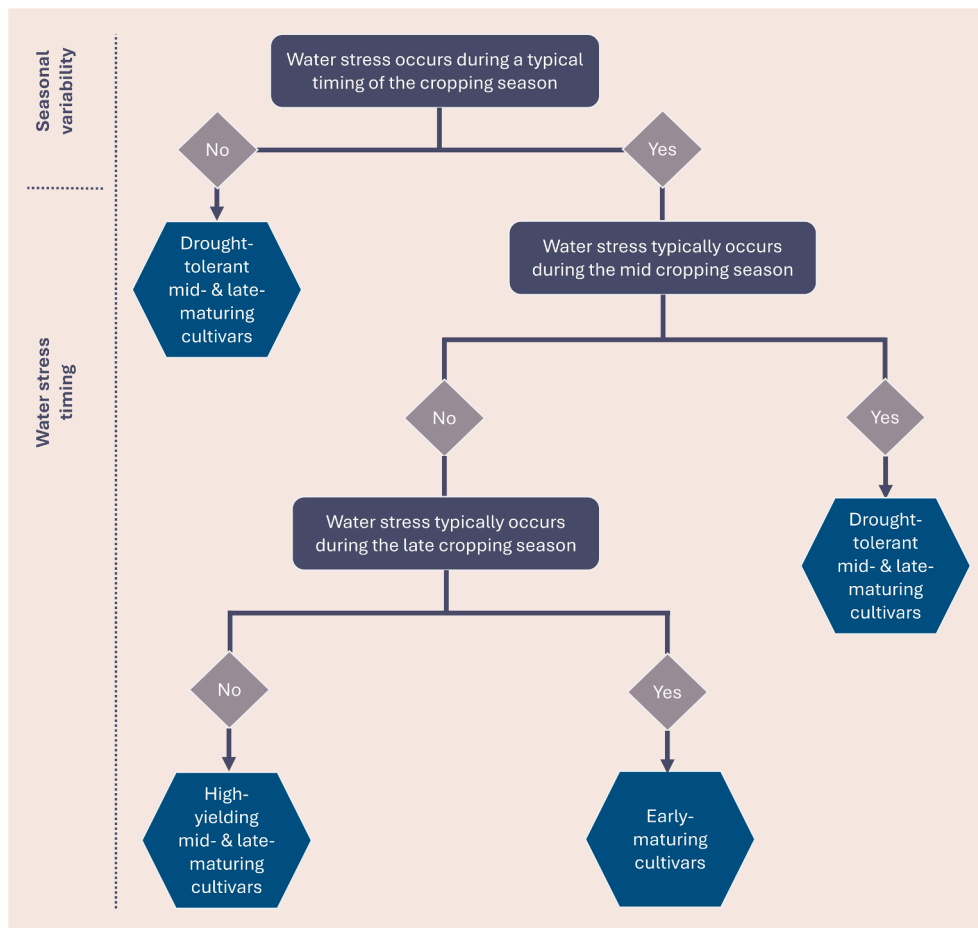 Seasonal
variability
Water stress occurs during a typical
timing of the cropping season
No
Yes
Drought-
tolerant
mid- & late-
maturing
cultivars
Water stress typically occurs
during the mid cropping season
Water stress
timing
No
Yes
Water stress typically occurs
during the late cropping season
Drought-
tolerant
mid- & late-
maturing
cultivars
No
Yes
High-
yielding
mid- & late-
maturing
cultivars
Early-
maturing
cultivars